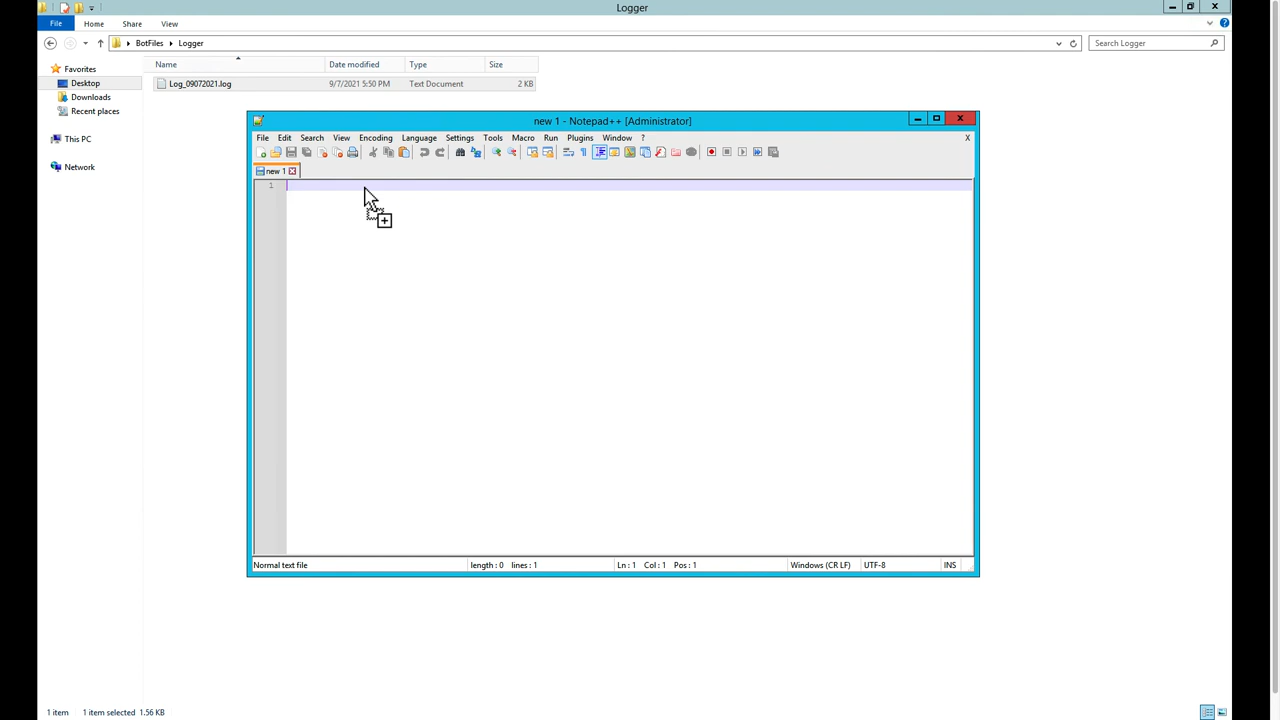 Logger
File Home Share View
BotFiles Logger Search Logger
Name Date modified Type Size
Favorites
Desktop
Downloads
Recent places
This PC
Network
Log_09072021.log 9/7/2021 5:50 PM Text Document 2 KB
new 1 - Notepad++ [Administrator]
File Edit Search View Encoding Language Settings Tools Macro Run Plugins Window ? X
new 1
1
Normal text file length : 0 lines : 1 Ln : 1 Col : 1 Pos : 1 Windows (CR LF) UTF-8 INS
1 item 1 item selected 1.56 KB